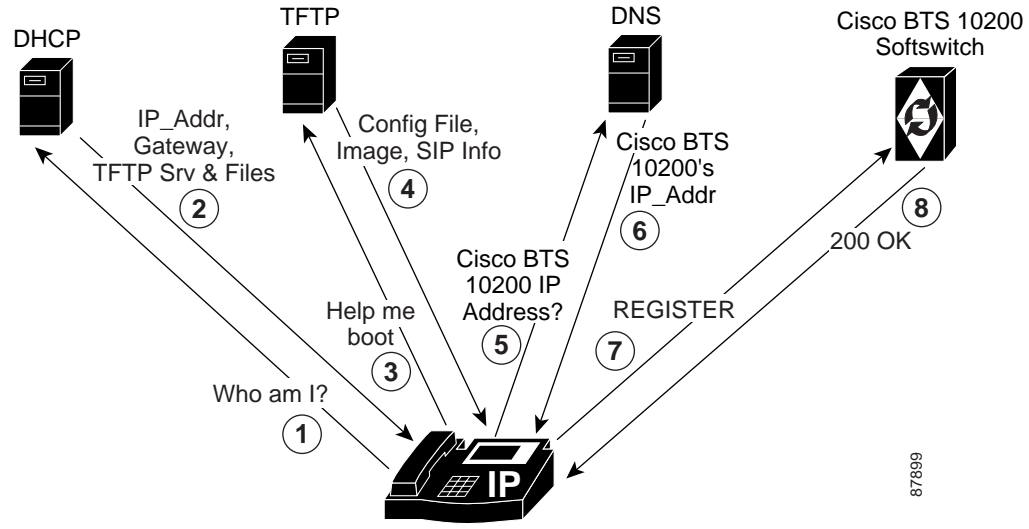 DHCP
TFTP
DNS
Cisco BTS 10200
Softswitch
IP_Addr,
Gateway,
TFTP Srv & Files
2
Config File,
Image, SIP Info
4
Cisco BTS
10200's
IP_Addr
6
8
200 OK
Cisco BTS
10200 IP
Address?
5
REGISTER
7
Help me
boot
3
Who am I?
1
IP
87899